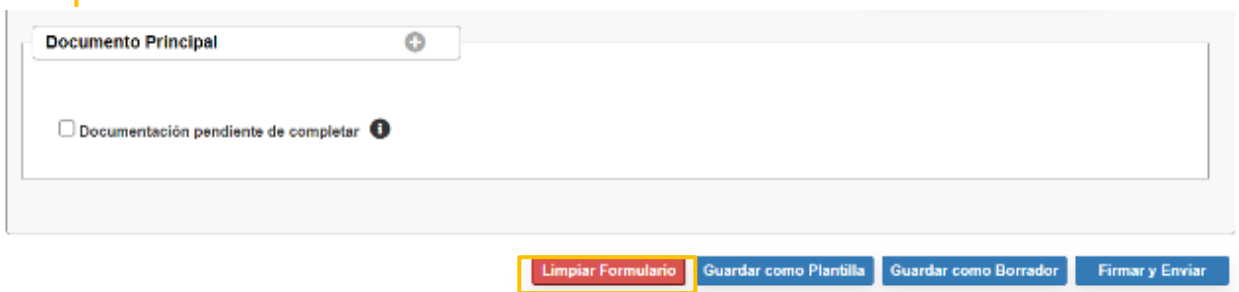 Documento Principal
Documentación pendiente de completar
Limpiar Formulario Guardar como Plantilla Guardar como Borrador Firmar y Enviar